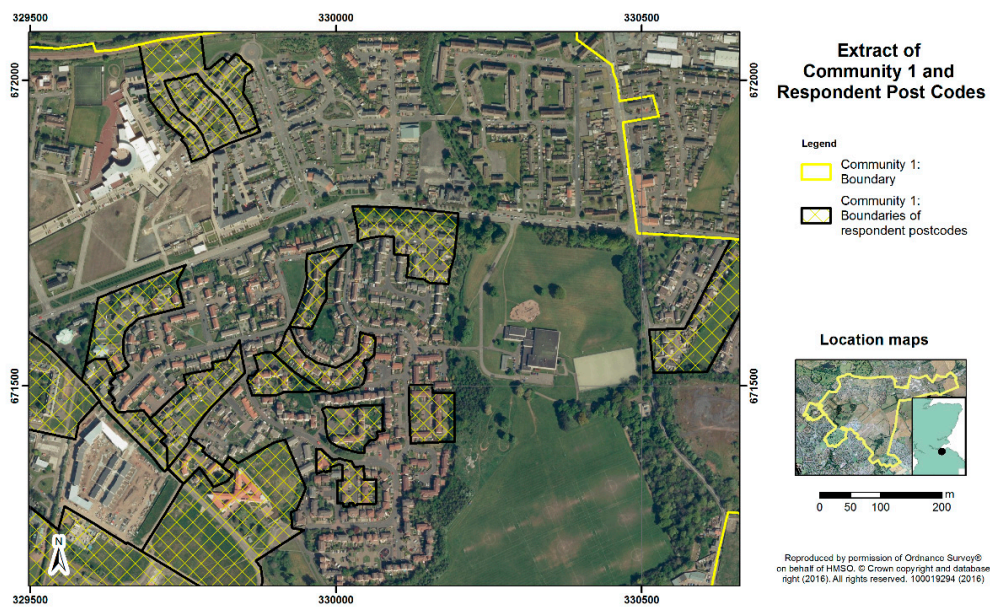 329500 330000 330500
672000 672000
671500 671500
329500 330000 330500
N
Extract of
Community 1 and
Respondent Post Codes
Legend
Community 1:
Boundary
Community 1:
Boundaries of
respondent postcodes
Location maps
m
0 50 100 200
Reproduced by permission of Ordnance Survey®
on behalf of HMSO. © Crown copyright and database
right (2016). All rights reserved. 100019294 (2016)